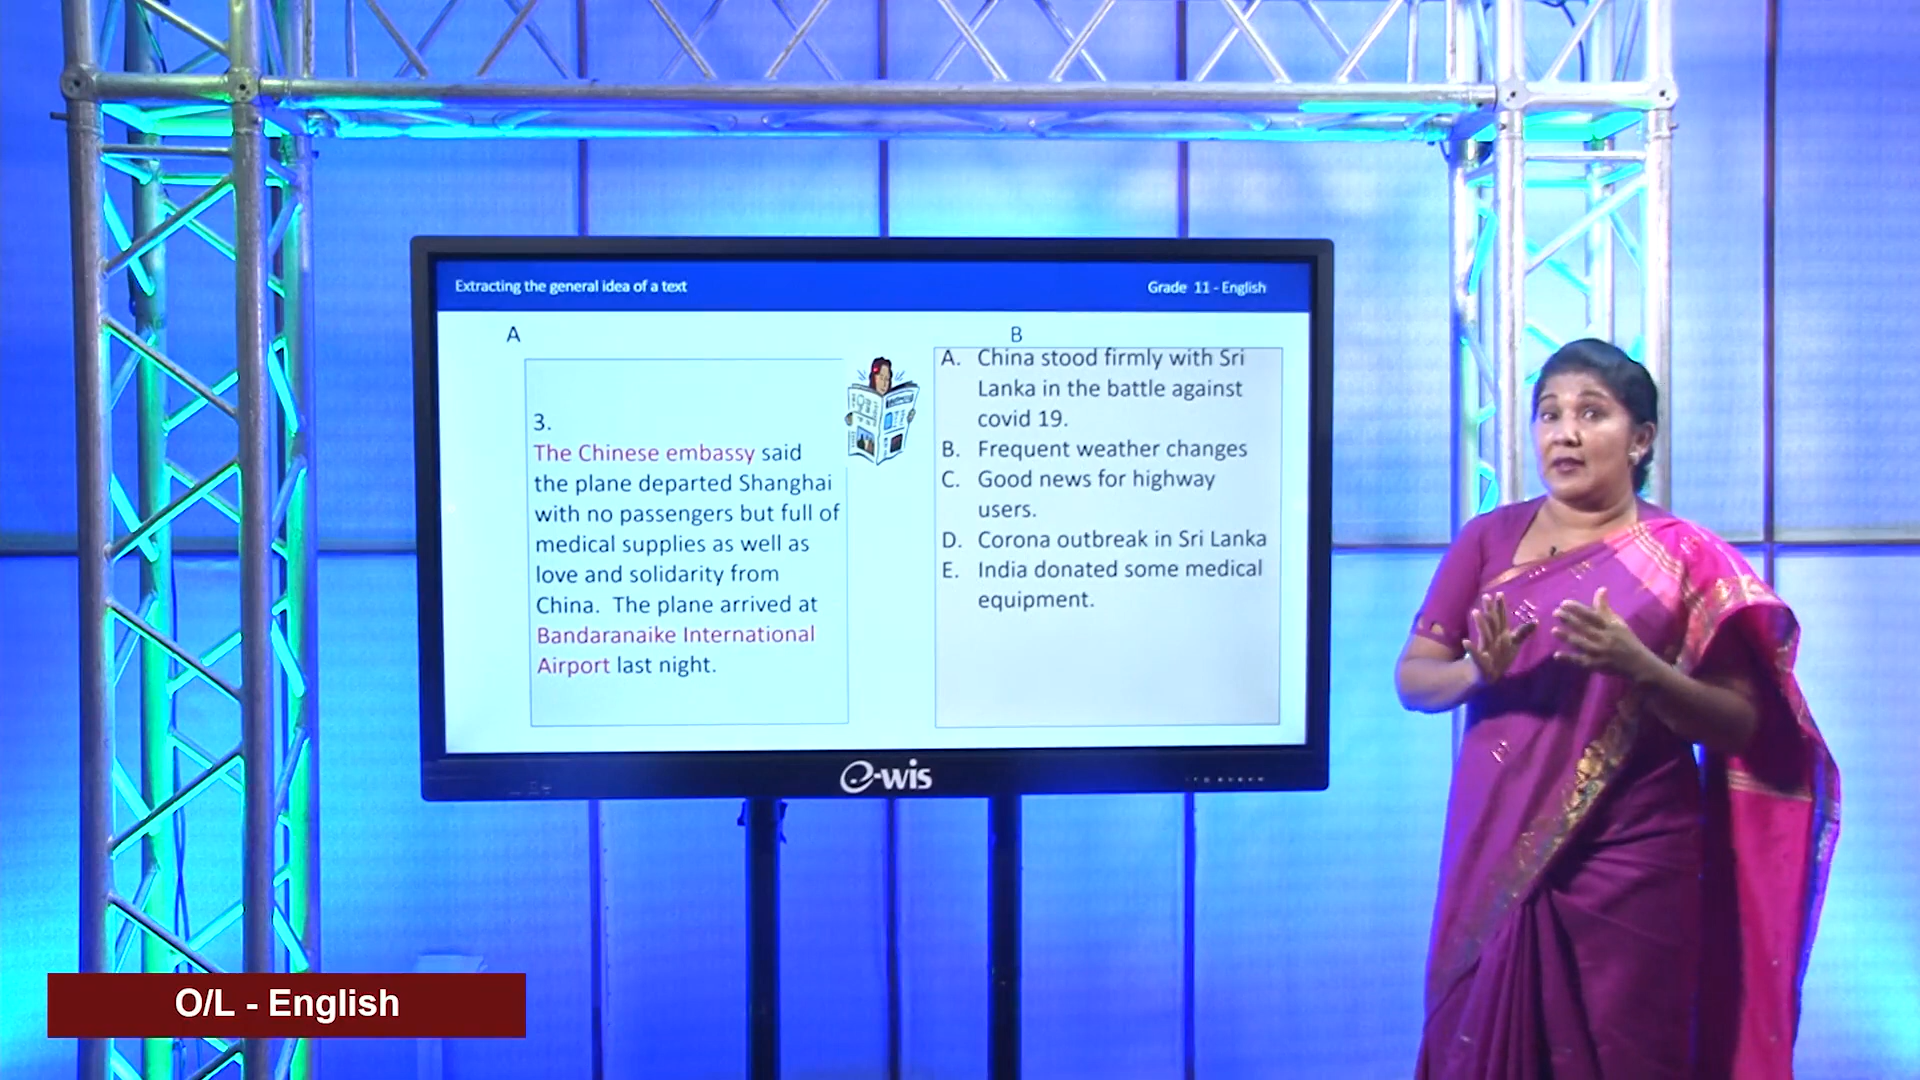 Extracting the general idea of a text
Grade 11 - English
A
3.
The Chinese embassy said
the plane departed Shanghai
with no passengers but full of
medical supplies as well as
love and solidarity from
China. The plane arrived at
Bandaranaike International
Airport last night.
B
A. China stood firmly with Sri
Lanka in the battle against
covid 19.
B. Frequent weather changes
C. Good news for highway
users.
D. Corona outbreak in Sri Lanka
E. India donated some medical
equipment.
e-wis
O/L - English